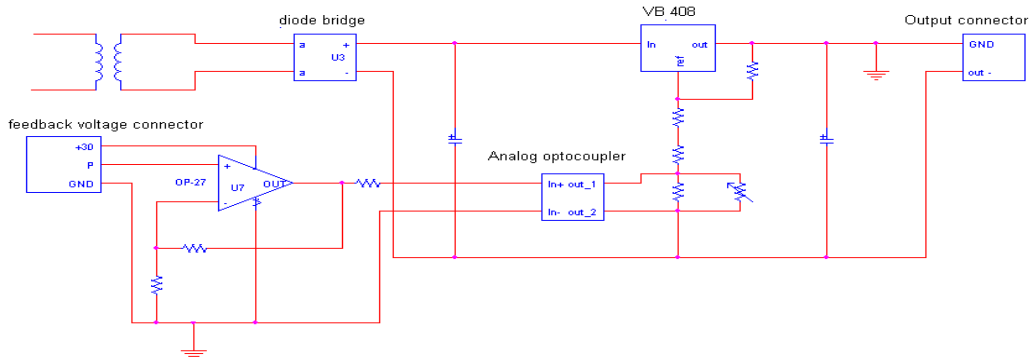 VB 408
diode bridge
Output connector
a + U3
a -
In out
ref
GND
out -
feedback voltage connector
+30
P
GND
OP-27
+
U7
OUT
-
Analog optocoupler
In+ out_1
In- out_2